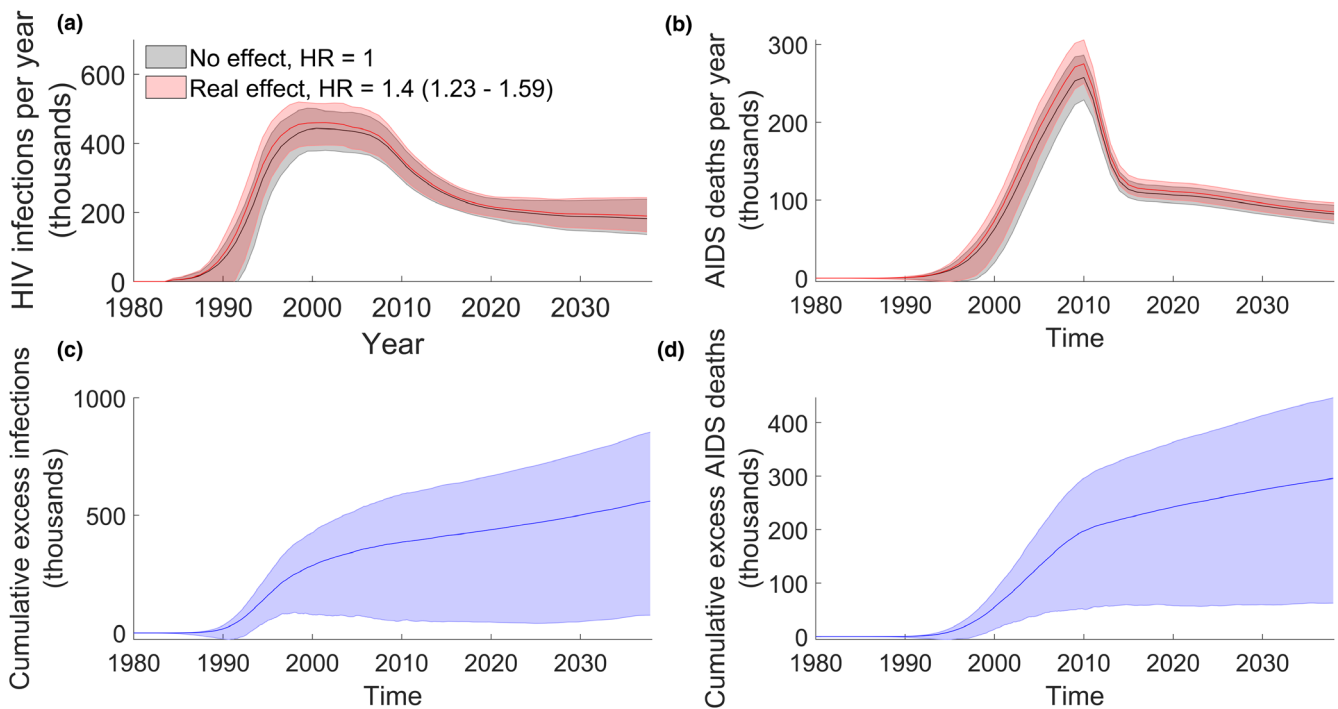 (a)
HIV infections per year
(thousands)
600
400
200
0
No effect, HR = 1
Real effect, HR = 1.4 (1.23 - 1.59)
1980 1990 2000 2010 2020 2030
Year
(b)
AIDS deaths per year
(thousands)
300
200
100
0
1980 1990 2000 2010 2020 2030
Time
(c)
Cumulative excess infections
(thousands)
1000
500
0
1980 1990 2000 2010 2020 2030
Time
(d)
Cumulative excess AIDS deaths
(thousands)
400
300
200
100
0
1980 1990 2000 2010 2020 2030
Time